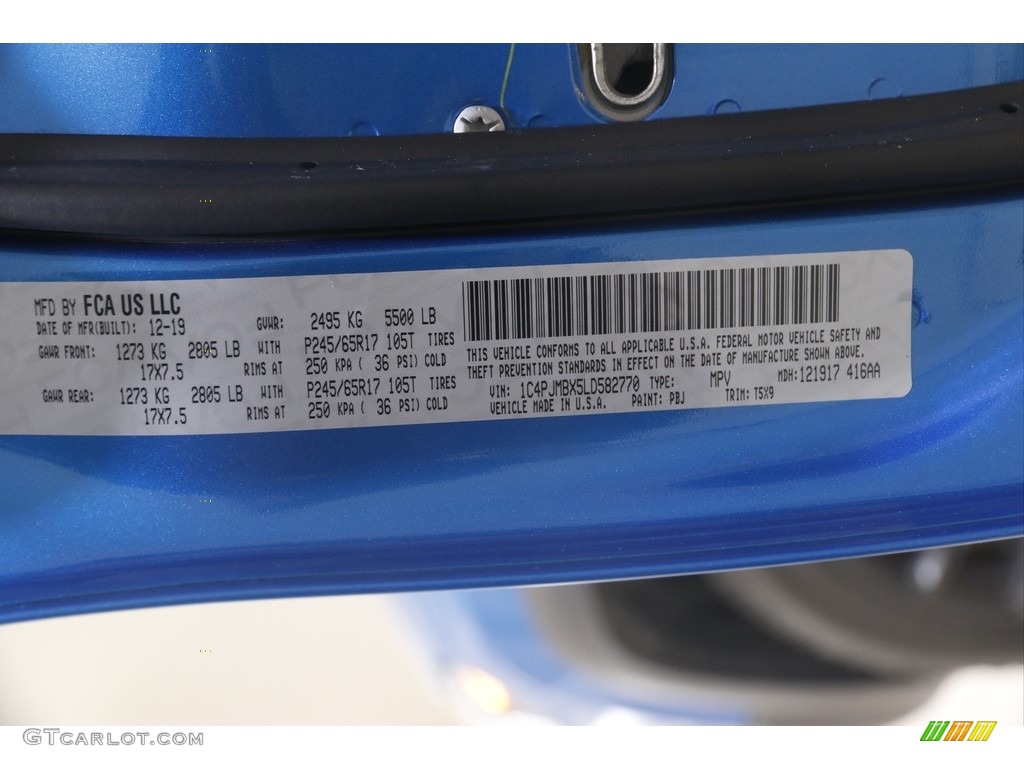 MFD BY FCA US LLC
DATE OF MFR(BUILT): 12-19 GVWR: 2495 KG 5500 LB
GAWR FRONT: 1273 KG 2805 LB WITH P245/65R17 105T TIRES
17X7.5 RIMS AT 250 KPA ( 36 PSI) COLD
GAWR REAR: 1273 KG 2805 LB WITH P245/65R17 105T TIRES
17X7.5 RIMS AT 250 KPA ( 36 PSI) COLD
THIS VEHICLE CONFORMS TO ALL APPLICABLE U.S.A. FEDERAL MOTOR VEHICLE SAFETY AND
THEFT PREVENTION STANDARDS IN EFFECT ON THE DATE OF MANUFACTURE SHOWN ABOVE.
VIN: 1C4PJMBX5LD582770 TYPE: MPV MDH: 121917 416AA
VEHICLE MADE IN U.S.A. PAINT: PBJ TRIM: T5X9
GTCARLOT.COM